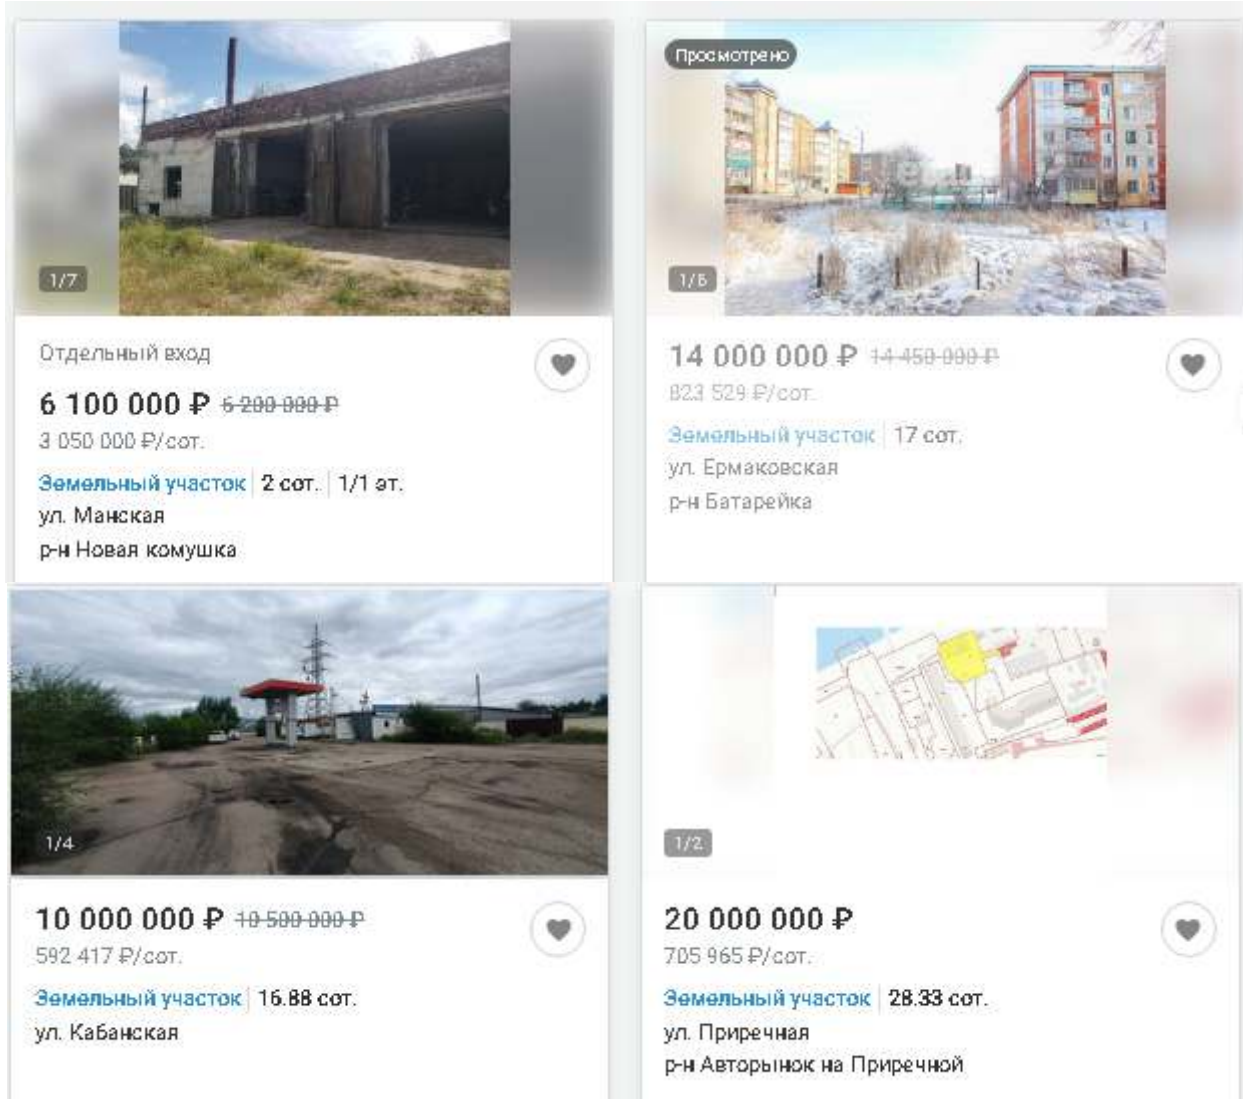 1/7
Отдельный вход
6 100 000 ₽ 6 200 000 ₽
3 050 000 ₽/сот.
Земельный участок 2 сот. 1/1 эт.
ул. Манская
р-н Новая комушка
Просмотрено
1/5
14 000 000 ₽ 14 450 000 ₽
823 529 ₽/сот.
Земельный участок 17 сот.
ул. Ермаковская
р-н Батарейка
1/4
10 000 000 ₽ 10 500 000 ₽
592 417 ₽/сот.
Земельный участок 16.88 сот.
ул. Кабанская
1/2
20 000 000 ₽
705 965 ₽/сот.
Земельный участок 28.33 сот.
ул. Приречная
р-н Авторынок на Приречной